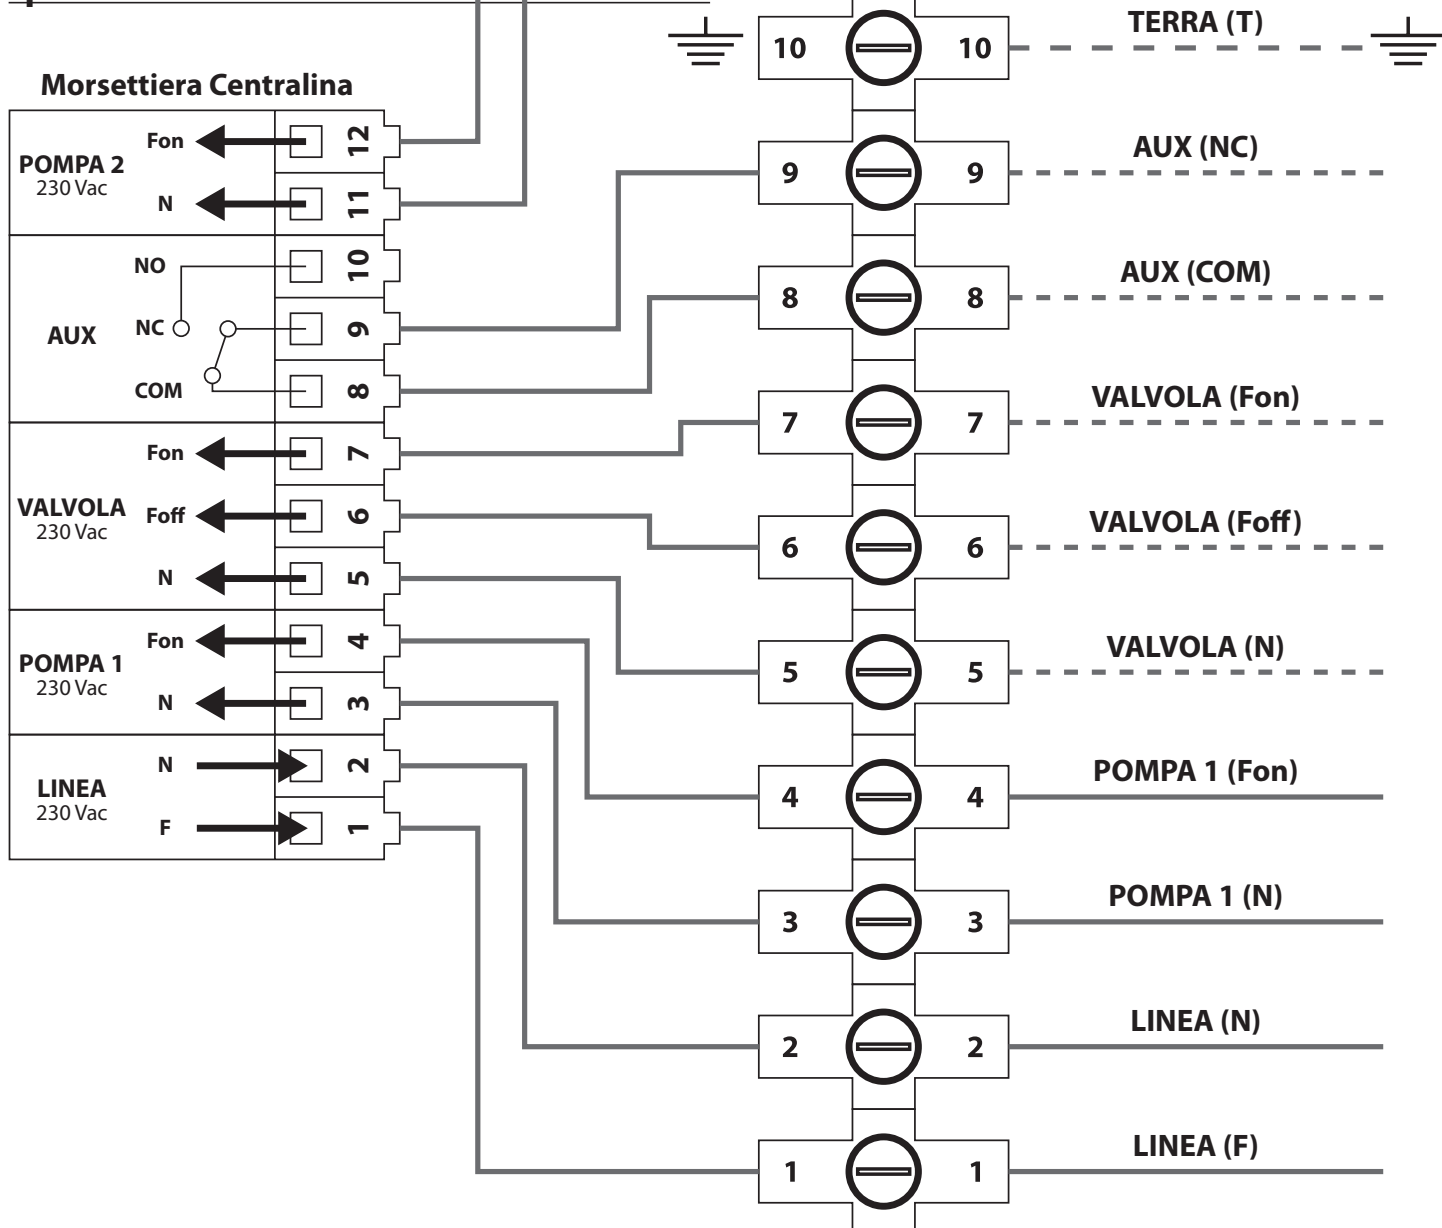 Morsettiera Centralina
POMPA 2
230 Vac
Fon
12
N
11
AUX
NO
10
NC
9
COM
8
VALVOLA
230 Vac
Fon
7
Foff
6
N
5
POMPA 1
230 Vac
Fon
4
N
3
LINEA
230 Vac
N
2
F
1
10 10 TERRA (T)
9 9 AUX (NC)
8 8 AUX (COM)
7 7 VALVOLA (Fon)
6 6 VALVOLA (Foff)
5 5 VALVOLA (N)
4 4 POMPA 1 (Fon)
3 3 POMPA 1 (N)
2 2 LINEA (N)
1 1 LINEA (F)